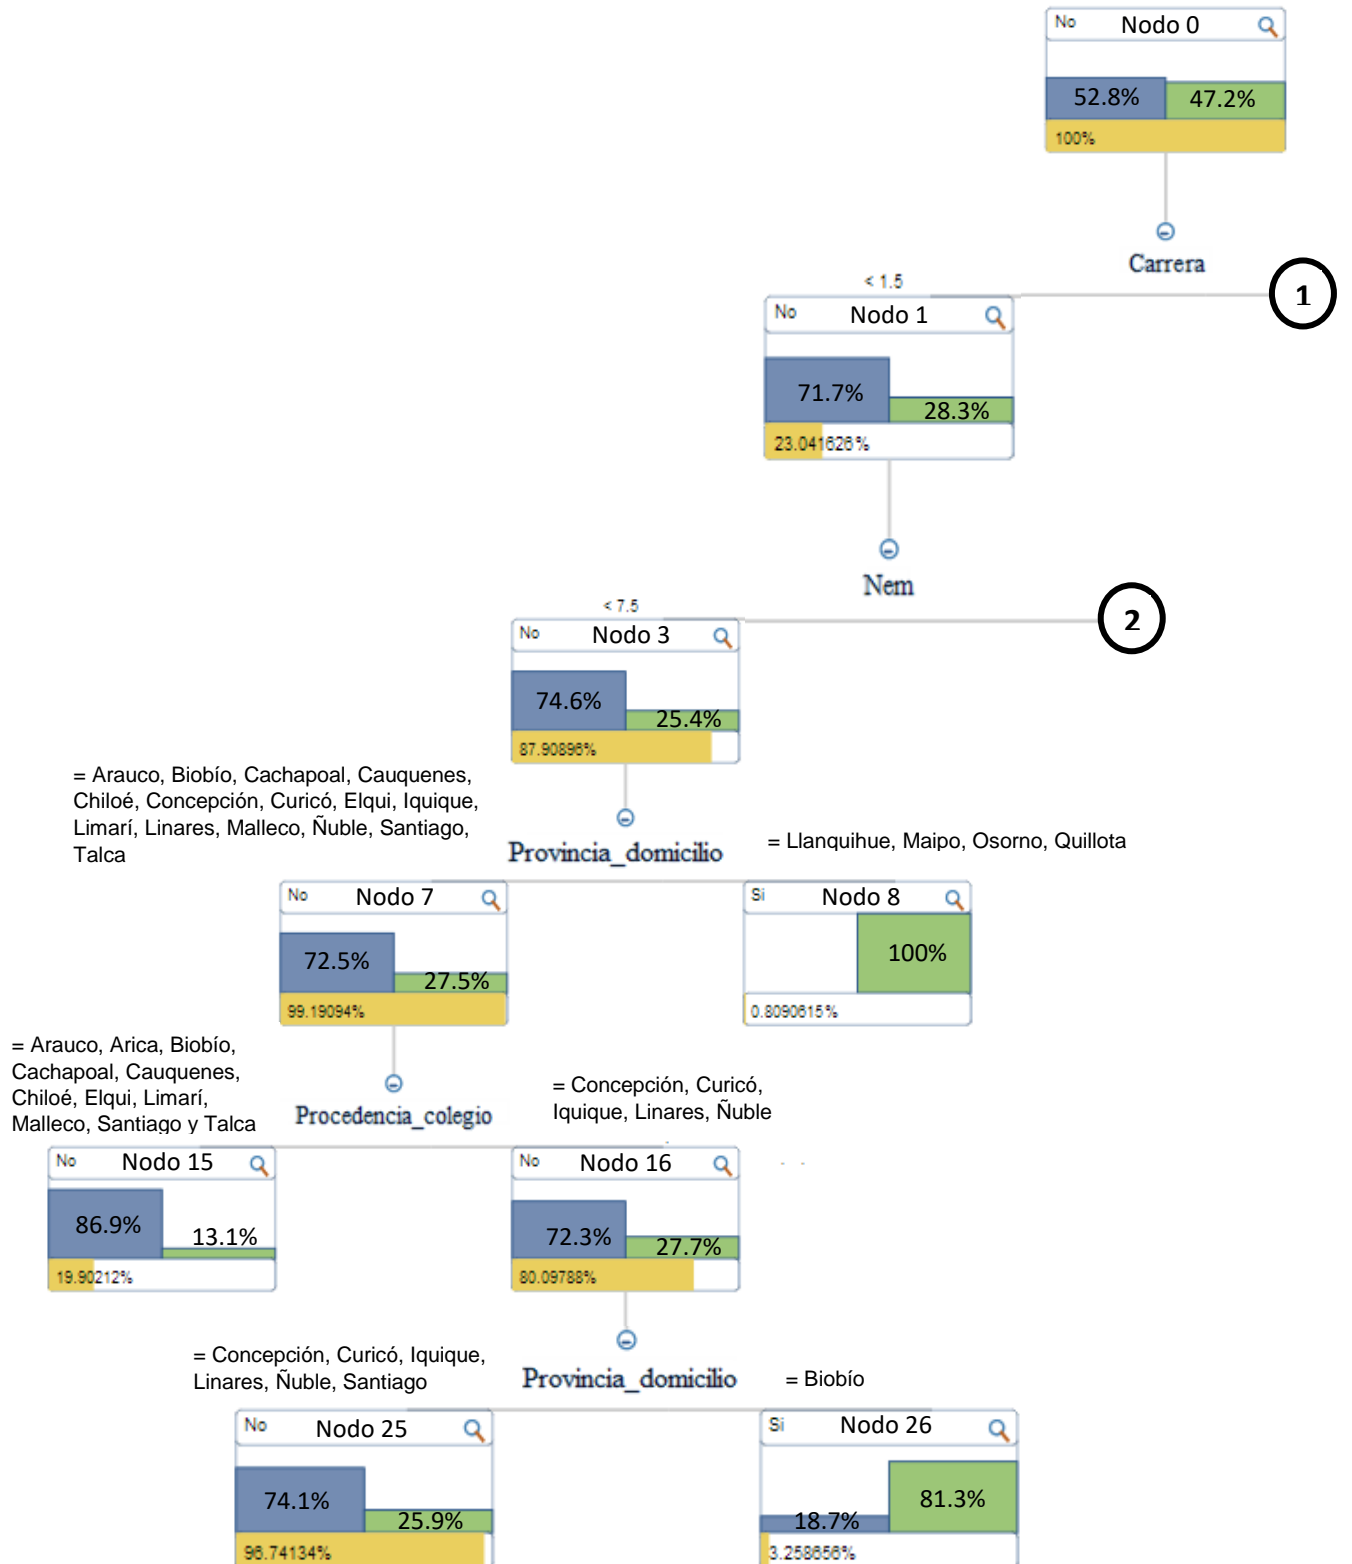 No Nodo 0
52.8% 47.2%
100%
Carrera
< 1.5
1
No Nodo 1
71.7% 28.3%
23.041626%
Nem
< 7.5
2
No Nodo 3
74.6% 25.4%
87.90896%
= Arauco, Biobío, Cachapoal, Cauquenes,
Chiloé, Concepción, Curicó, Elqui, Iquique,
Limarí, Linares, Malleco, Ñuble, Santiago,
Talca
Provincia_domicilio
= Llanquihue, Maipo, Osorno, Quillota
No Nodo 7
72.5% 27.5%
99.19094%
Si Nodo 8
100%
0.8090615%
= Arauco, Arica, Biobío,
Cachapoal, Cauquenes,
Chiloé, Elqui, Limarí,
Malleco, Santiago y Talca
Procedencia_colegio
= Concepción, Curicó,
Iquique, Linares, Ñuble
No Nodo 15
86.9% 13.1%
19.90212%
No Nodo 16
72.3% 27.7%
80.09788%
= Concepción, Curicó, Iquique,
Linares, Ñuble, Santiago
Provincia_domicilio
= Biobío
No Nodo 25
74.1% 25.9%
96.74134%
Si Nodo 26
18.7% 81.3%
3.258656%